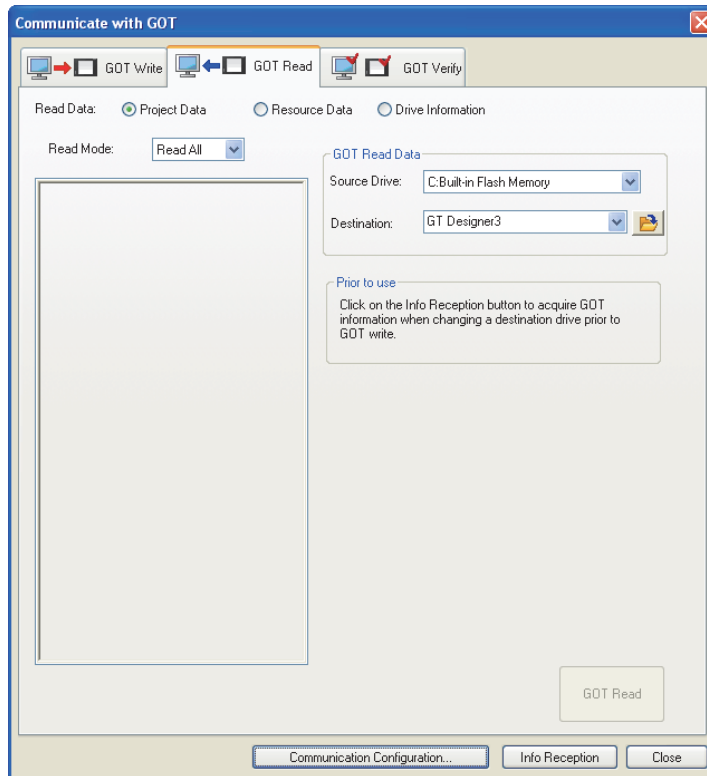 Communicate with GOT
GOT Write
GOT Read
GOT Verify
Read Data: Project Data Resource Data Drive Information
Read Mode: Read All
GOT Read Data
Source Drive: C:Built-in Flash Memory
Destination: GT Designer3
Prior to use
Click on the Info Reception button to acquire GOT
information when changing a destination drive prior to
GOT write.
GOT Read
Communication Configuration... Info Reception Close